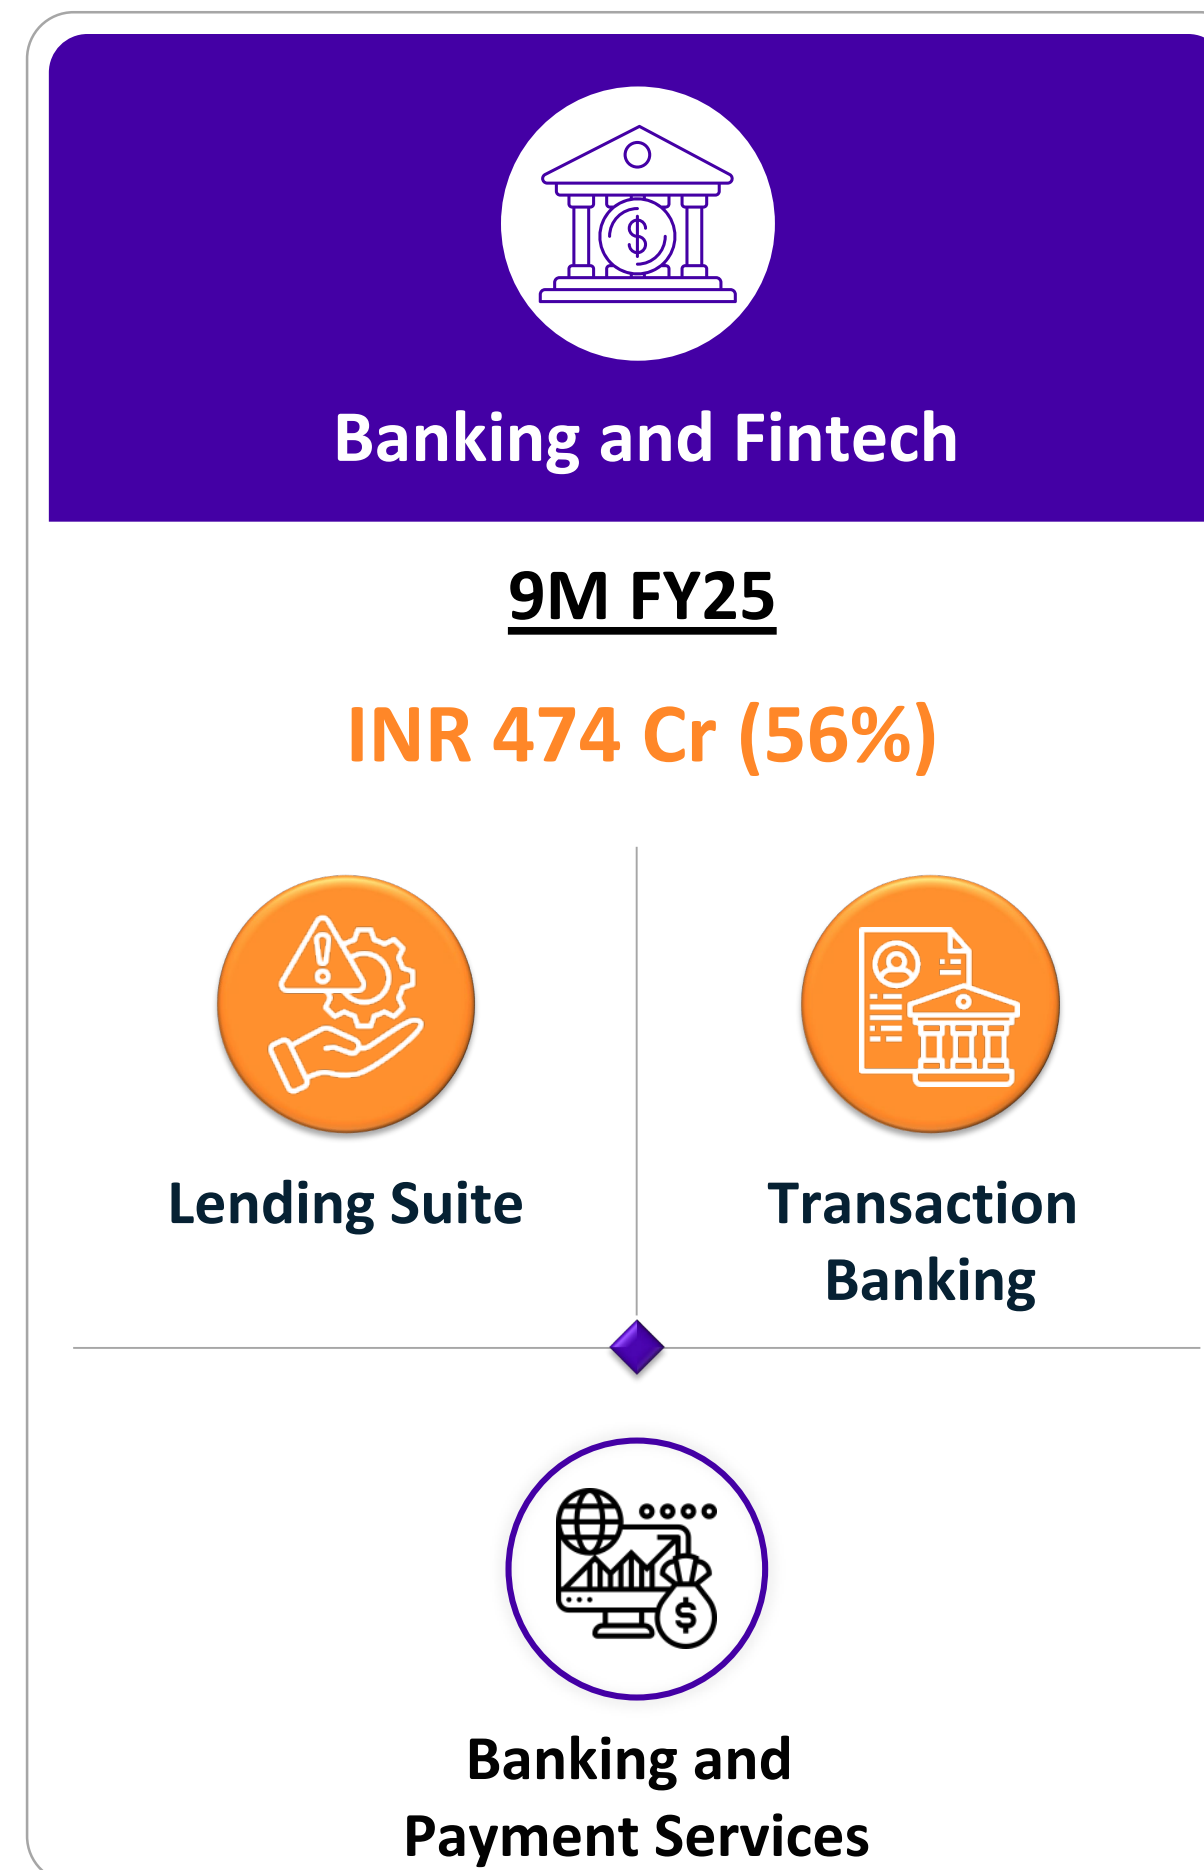 Banking and Fintech
9M FY25
INR 474 Cr (56%)
Lending Suite
Transaction
Banking
Banking and
Payment Services